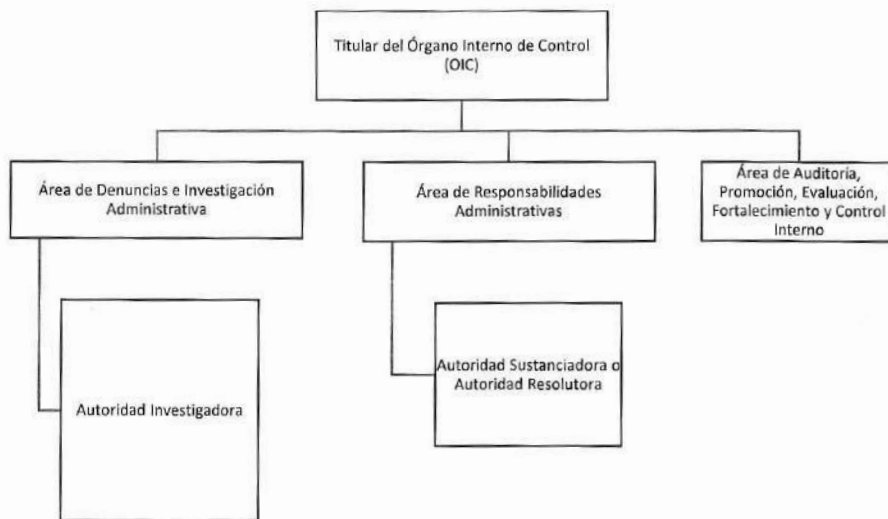 Titular del Órgano Interno de Control
(OIC)
Área de Denuncias e Investigación
Administrativa
Área de Responsabilidades
Administrativas
Área de Auditoría,
Promoción, Evaluación,
Fortalecimiento y Control
Interno
Autoridad Investigadora
Autoridad Sustanciadora o
Autoridad Resolutora